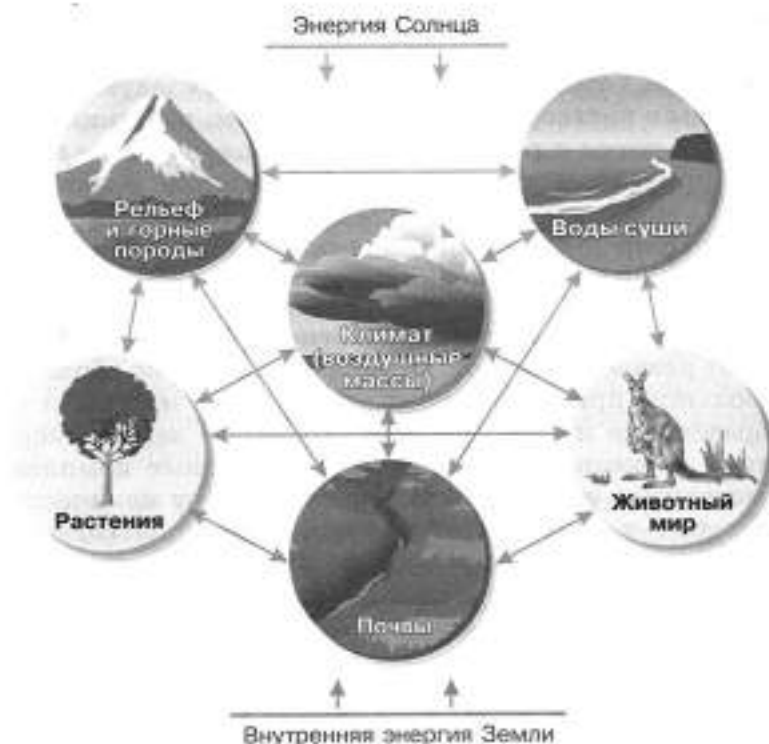 Энергия Солнца
Рельеф
и горные
породы
Воды суши
Климат
(воздушные
массы)
Растения
Животный
мир
Почвы
Внутренняя энергия Земли